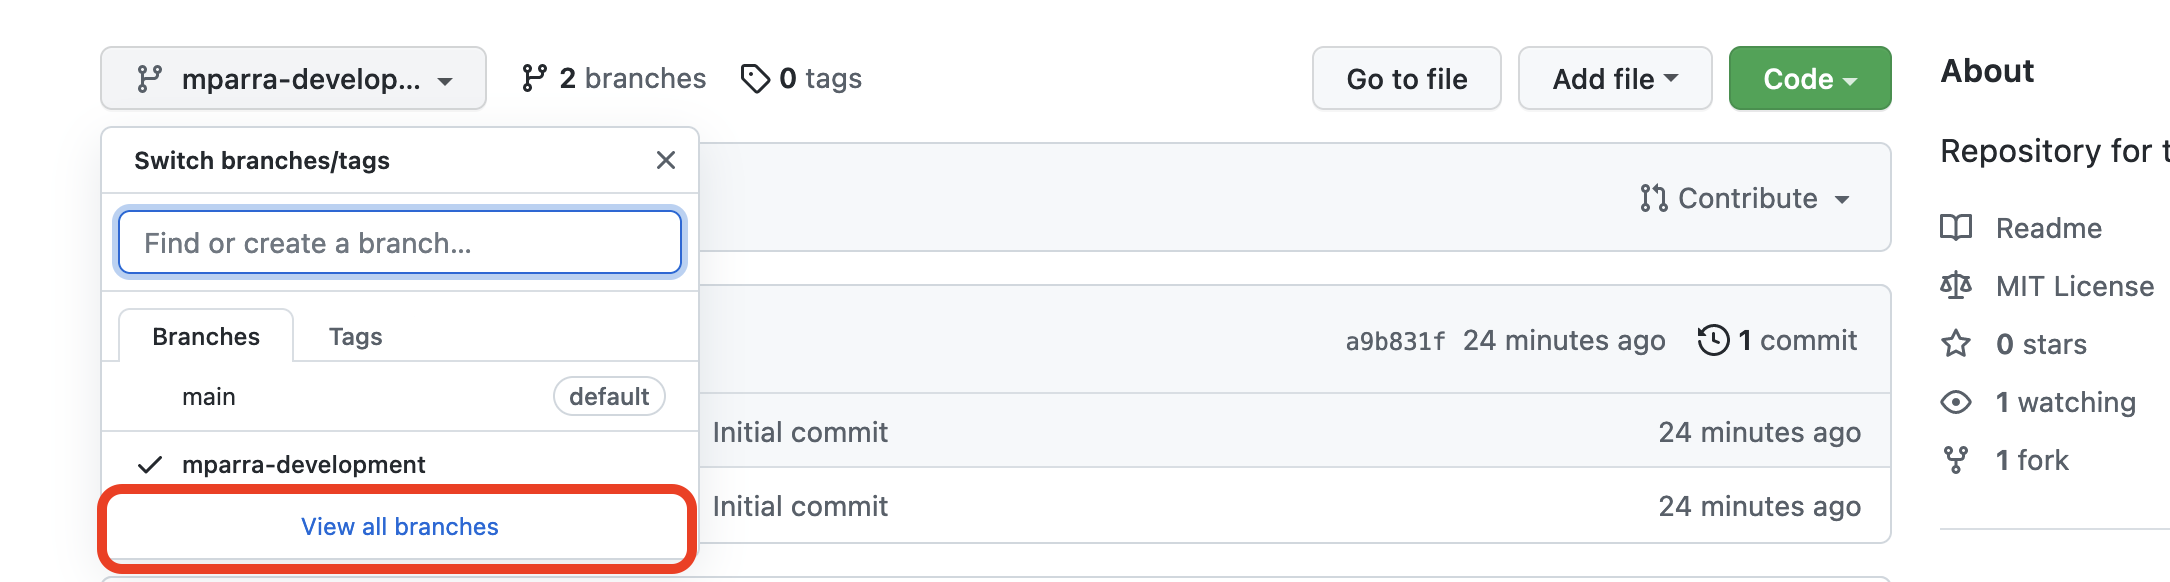 mparra-develop...
2 branches
0 tags
Go to file
Add file
Code
About
Switch branches/tags
Repository for t
Find or create a branch...
Contribute
Readme
MIT License
Branches
Tags
a9b831f 24 minutes ago
1 commit
0 stars
main
default
1 watching
Initial commit
24 minutes ago
mparra-development
1 fork
Initial commit
24 minutes ago
View all branches